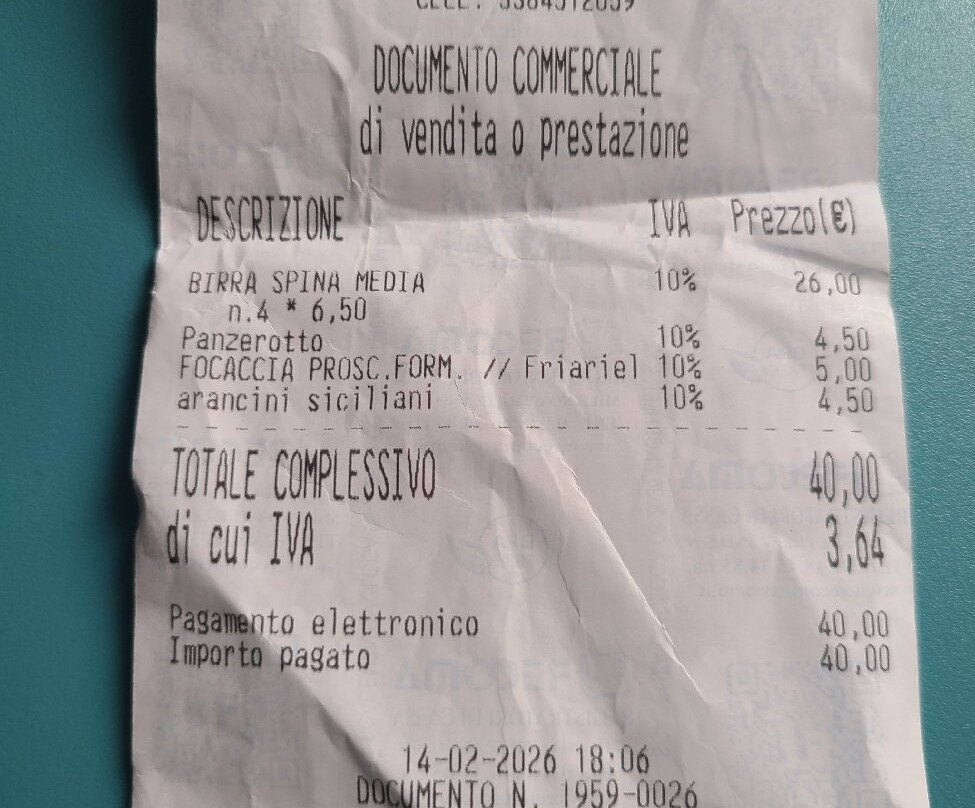 DOCUMENTO COMMERCIALE
di vendita o prestazione
DESCRIZIONE IVA Prezzo(€)
BIRRA SPINA MEDIA 10% 26,00
n.4 * 6,50
Panzerotto 10% 4,50
FOCACCIA PROSC.FORM. // Friariel 10% 5,00
arancini siciliani 10% 4,50
TOTALE COMPLESSIVO 40,00
di cui IVA 3,64
Pagamento elettronico 40,00
Importo pagato 40,00
14-02-2026 18:06
DOCUMENTO N. 1959-0026